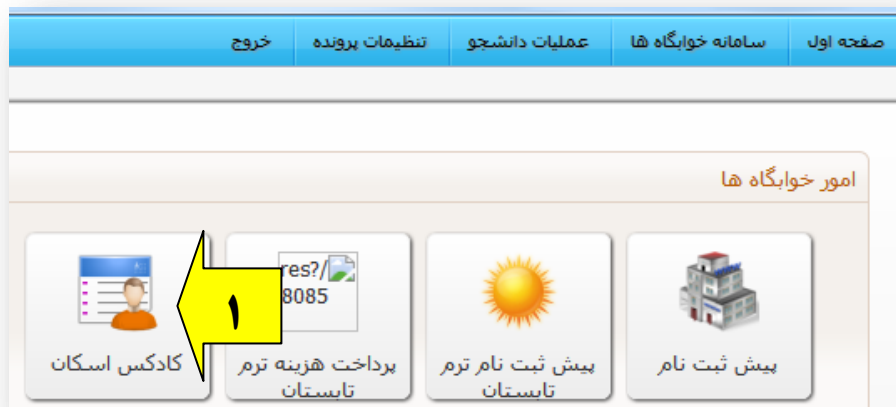 صفحه اول سامانه خوابگاه ها عملیات دانشجو تنظیمات پرونده خروج
امور خوابگاه ها
پیش ثبت نام
پیش ثبت نام ترم
تابستان
res?/
8085
پرداخت هزینه ترم
تابستان
۱
کادکس اسکان